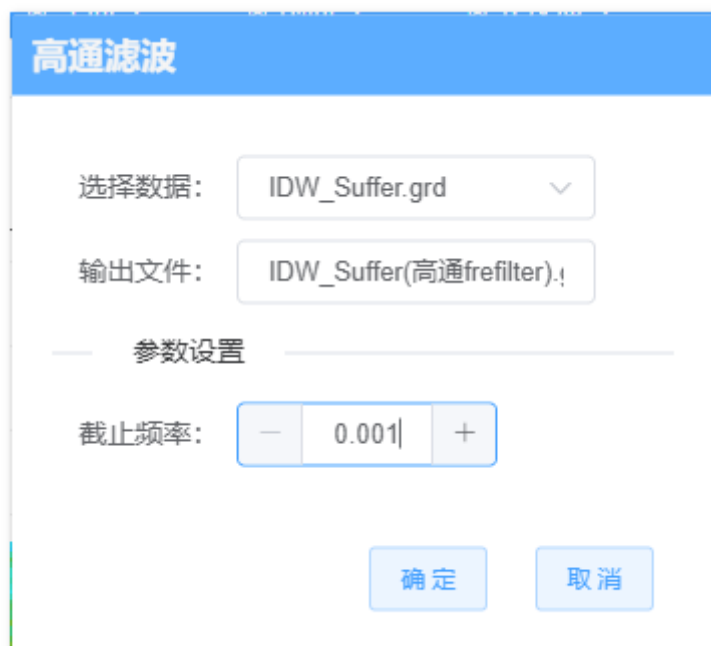 高通滤波
选择数据： IDW_Suffer.grd
输出文件： IDW_Suffer(高通frefilter).g
参数设置
截止频率： − 0.001 +
确定 取消